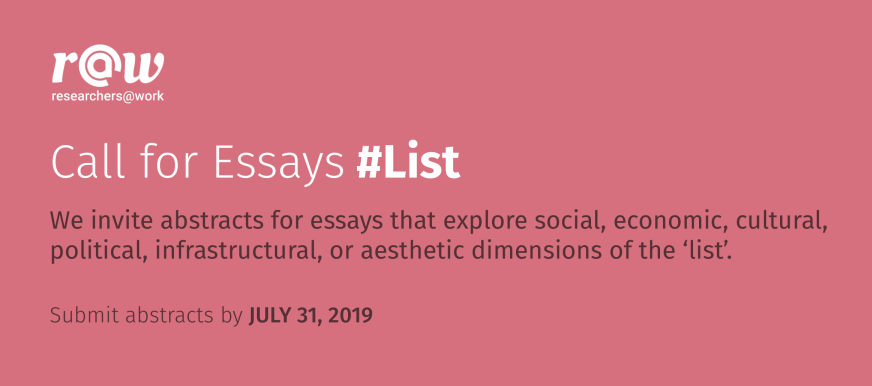 r@w
researchers@work
Call for Essays #List
We invite abstracts for essays that explore social, economic, cultural,
political, infrastructural, or aesthetic dimensions of the ‘list’.
Submit abstracts by JULY 31, 2019